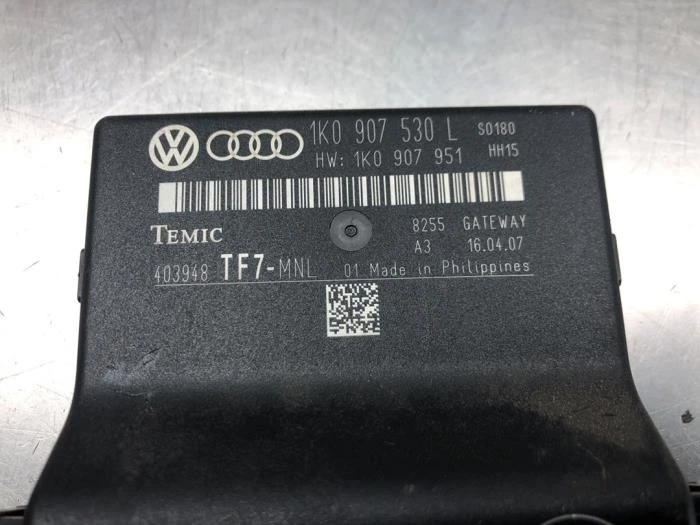 1K0 907 530 L S0180
HW: 1K0 907 951 HH15
TEMIC 8255 GATEWAY
A3 16.04.07
403948 TF7-MNL 01 Made in Philippines